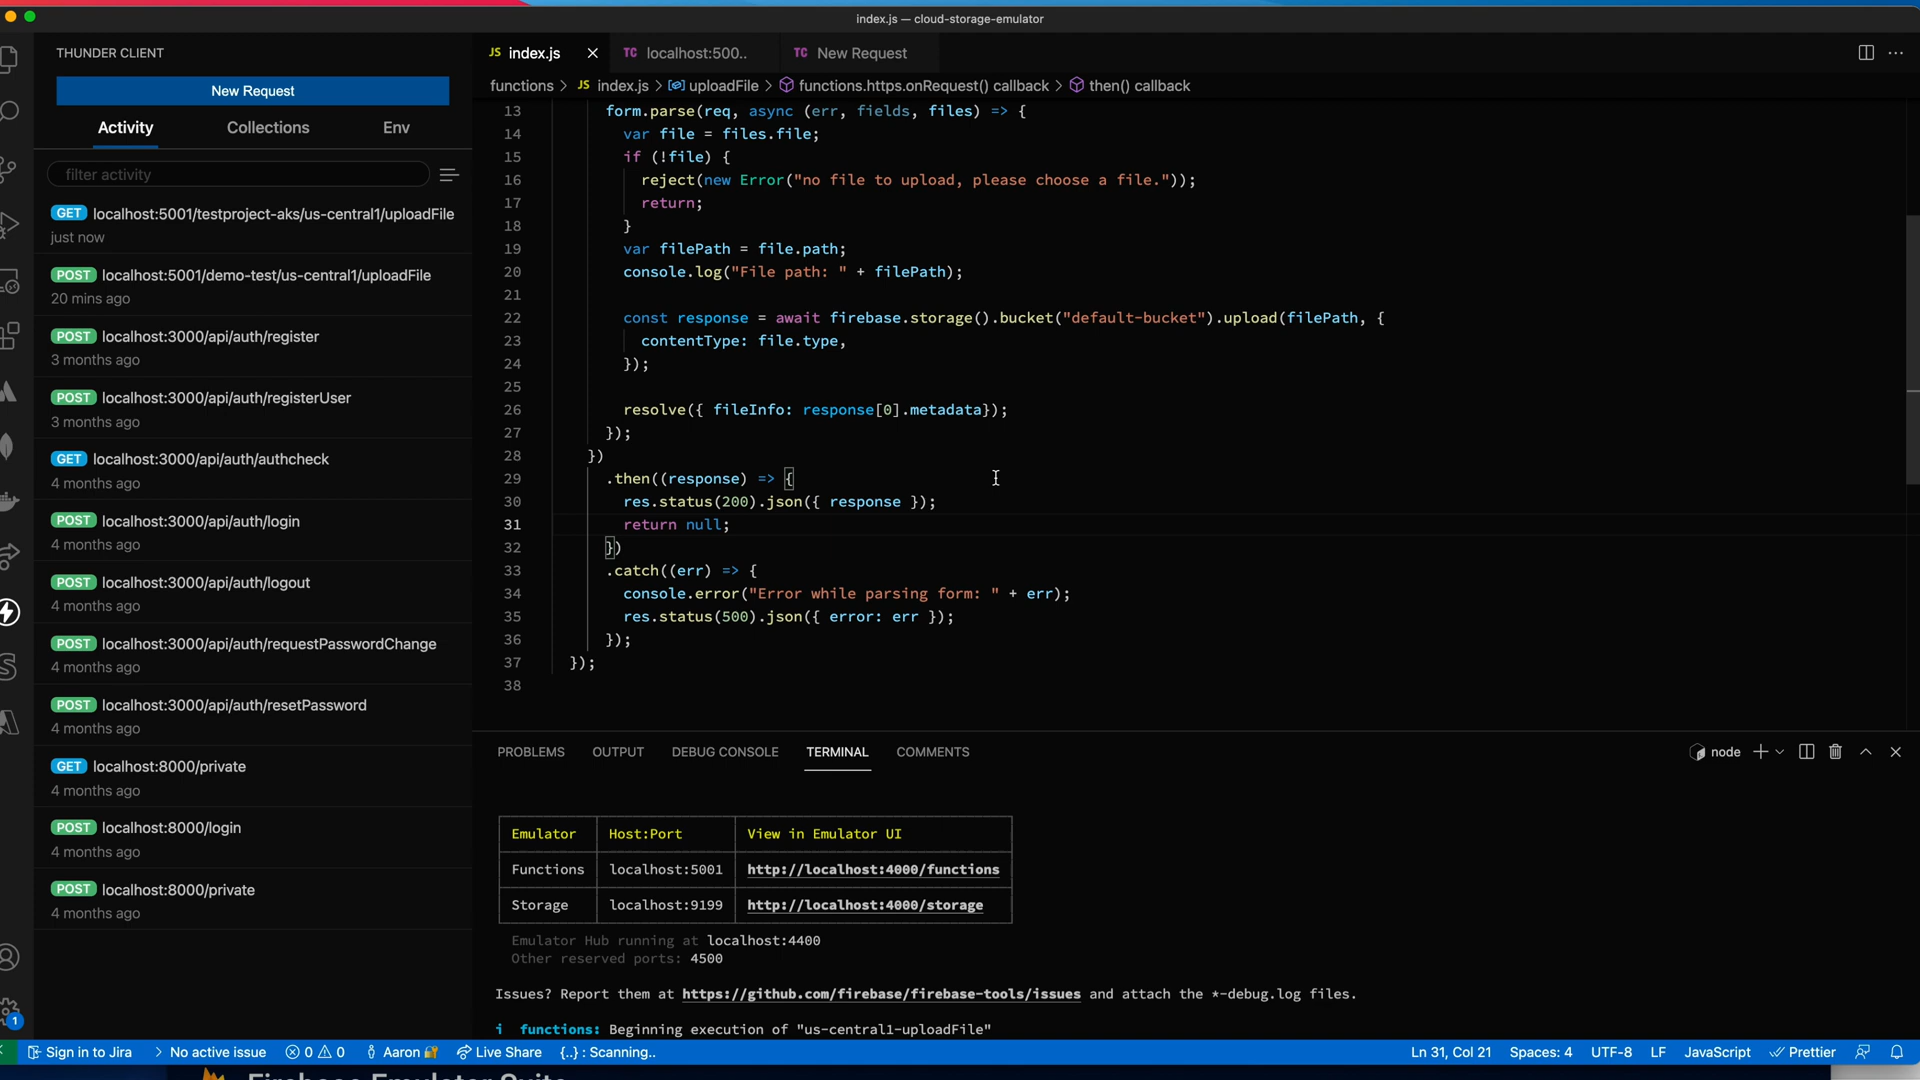 index.js — cloud-storage-emulator
THUNDER CLIENT
New Request
Activity Collections Env
filter activity
GET localhost:5001/testproject-aks/us-central1/uploadFile
just now
POST localhost:5001/demo-test/us-central1/uploadFile
20 mins ago
POST localhost:3000/api/auth/register
3 months ago
POST localhost:3000/api/auth/registerUser
3 months ago
GET localhost:3000/api/auth/authcheck
4 months ago
POST localhost:3000/api/auth/login
4 months ago
POST localhost:3000/api/auth/logout
4 months ago
POST localhost:3000/api/auth/requestPasswordChange
4 months ago
POST localhost:3000/api/auth/resetPassword
4 months ago
GET localhost:8000/private
4 months ago
POST localhost:8000/login
4 months ago
POST localhost:8000/private
4 months ago
1
JS index.js TC localhost:500.. TC New Request
functions > JS index.js > uploadFile > functions.https.onRequest() callback > then() callback
13 form.parse(req, async (err, fields, files) => {
14 var file = files.file;
15 if (!file) {
16 reject(new Error("no file to upload, please choose a file."));
17 return;
18 }
19 var filePath = file.path;
20 console.log("File path: " + filePath);
21
22 const response = await firebase.storage().bucket("default-bucket").upload(filePath, {
23 contentType: file.type,
24 });
25
26 resolve({ fileInfo: response[0].metadata});
27 });
28 })
29 .then((response) => {
30 res.status(200).json({ response });
31 return null;
32 })
33 .catch((err) => {
34 console.error("Error while parsing form: " + err);
35 res.status(500).json({ error: err });
36 });
37 });
38
PROBLEMS OUTPUT DEBUG CONSOLE TERMINAL COMMENTS node
Emulator Host:Port View in Emulator UI
Functions localhost:5001 http://localhost:4000/functions
Storage localhost:9199 http://localhost:4000/storage
Emulator Hub running at localhost:4400
Other reserved ports: 4500
Issues? Report them at https://github.com/firebase/firebase-tools/issues and attach the *-debug.log files.
i functions: Beginning execution of "us-central1-uploadFile"
Sign in to Jira No active issue 0 0 Aaron Live Share {..} : Scanning.. Ln 31, Col 21 Spaces: 4 UTF-8 LF JavaScript Prettier
Firebase Emulator Suite